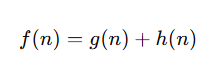 f(n) = g(n) + h(n)